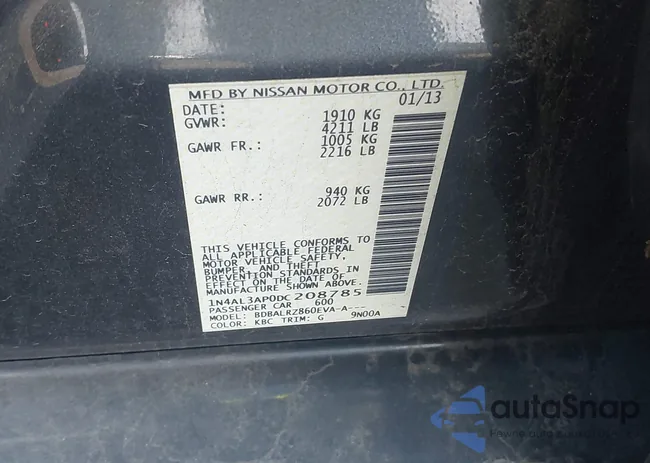 MFD BY NISSAN MOTOR CO., LTD.
DATE: 01/13
GVWR: 1910 KG
4211 LB
GAWR FR.: 1005 KG
2216 LB
GAWR RR.: 940 KG
2072 LB
THIS VEHICLE CONFORMS TO
ALL APPLICABLE FEDERAL
MOTOR VEHICLE SAFETY,
BUMPER, AND THEFT
PREVENTION STANDARDS IN
EFFECT ON THE DATE OF
MANUFACTURE SHOWN ABOVE.
1N4AL3AP0DC208785
PASSENGER CAR 600
MODEL: BDBALRZ860EVA-A---
COLOR: KBC TRIM: G 9N00A
autoSnap